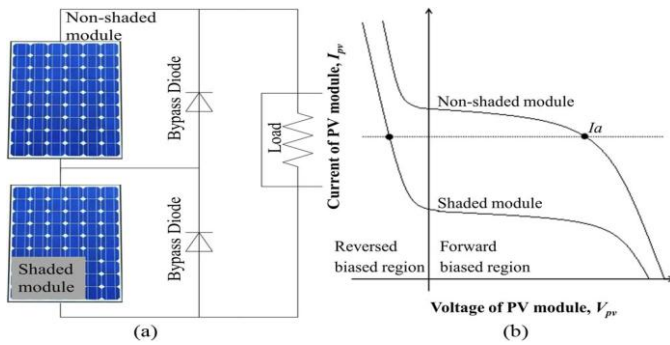 Non-shaded
module
Bypass Diode
Load
Shaded
module
Bypass Diode
(a)
Current of PV module, Ipv
Non-shaded module
Ia
Shaded module
Reversed
biased region
Forward
biased region
Voltage of PV module, Vpv
(b)